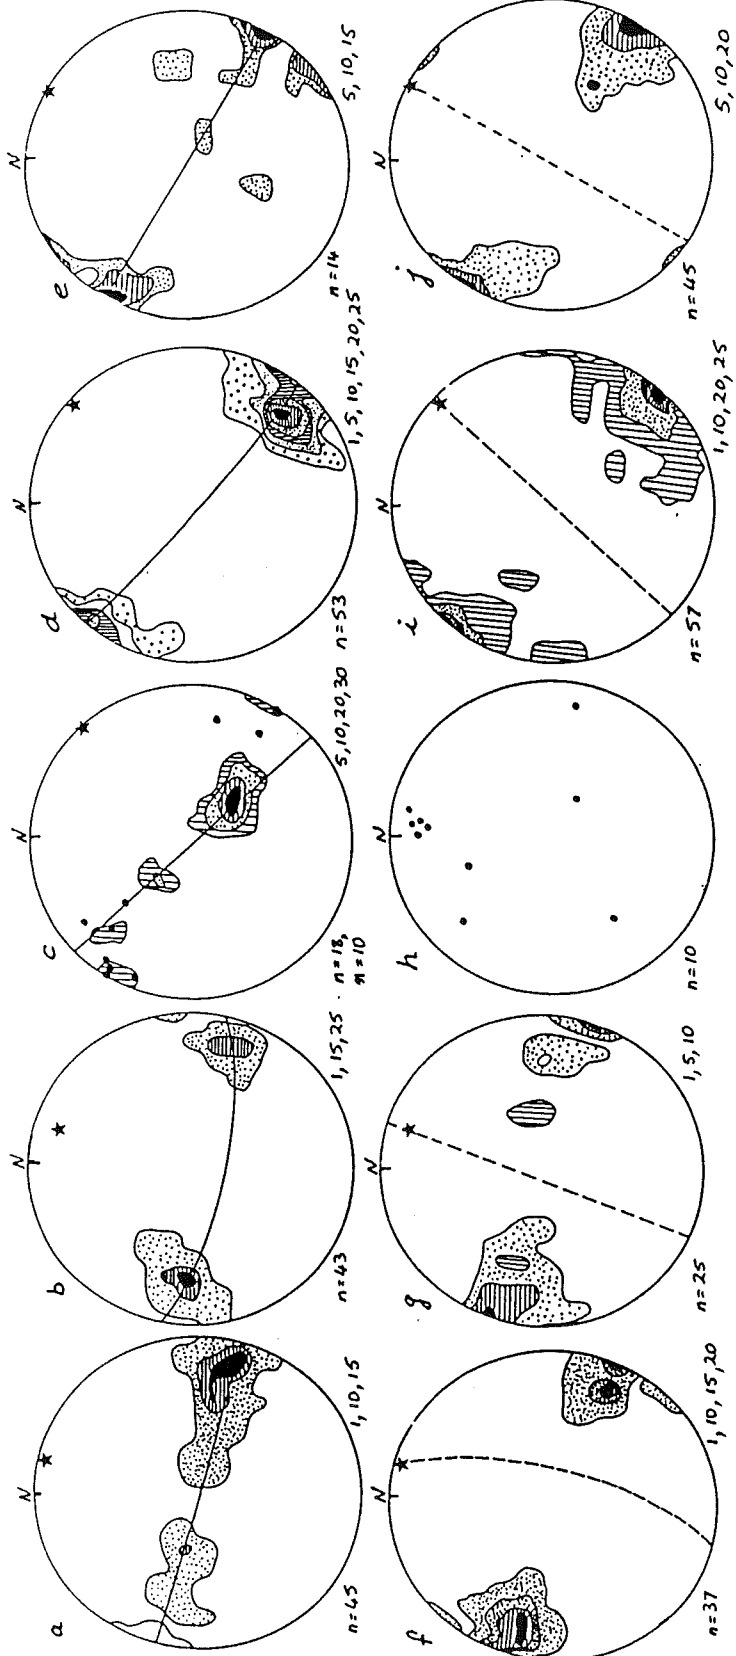 a
N
n=45
1, 10, 15
b
N
n=43
1, 15, 25
c
N
n=18,
n=10
5, 10, 20, 30
d
N
n=53
1, 5, 10, 15, 20, 25
e
N
n=14
5, 10, 15
f
N
n=37
1, 10, 15, 20
g
N
n=25
1, 5, 10
h
N
n=10
i
N
n=57
1, 10, 20, 25
j
N
n=45
5, 10, 20